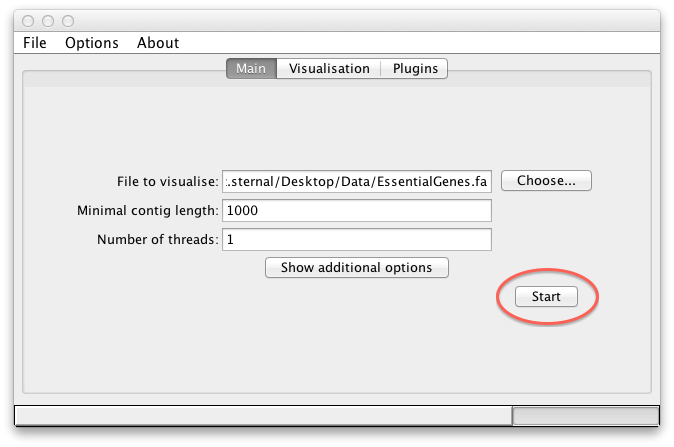 File Options About
Main Visualisation Plugins
File to visualise: :.sternal/Desktop/Data/EssentialGenes.fa Choose...
Minimal contig length: 1000
Number of threads: 1
Show additional options
Start